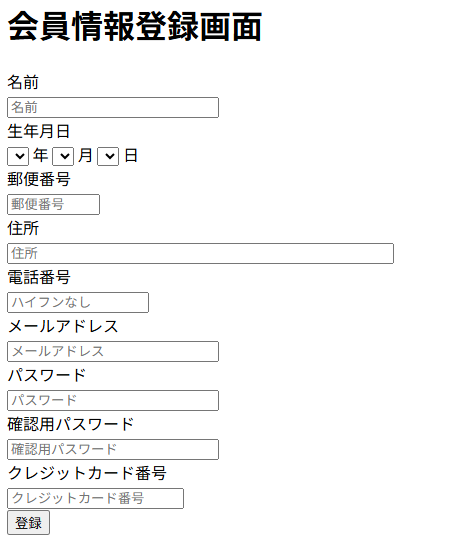 会員情報登録画面
名前
名前
生年月日
年 月 日
郵便番号
郵便番号
住所
住所
電話番号
ハイフンなし
メールアドレス
メールアドレス
パスワード
パスワード
確認用パスワード
確認用パスワード
クレジットカード番号
クレジットカード番号
登録